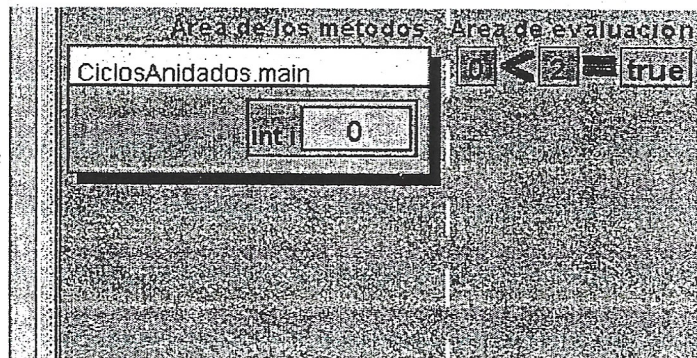 Área de los métodos
Área de evaluación
CiclosAnidados.main
0 < 2 = true
int i 0